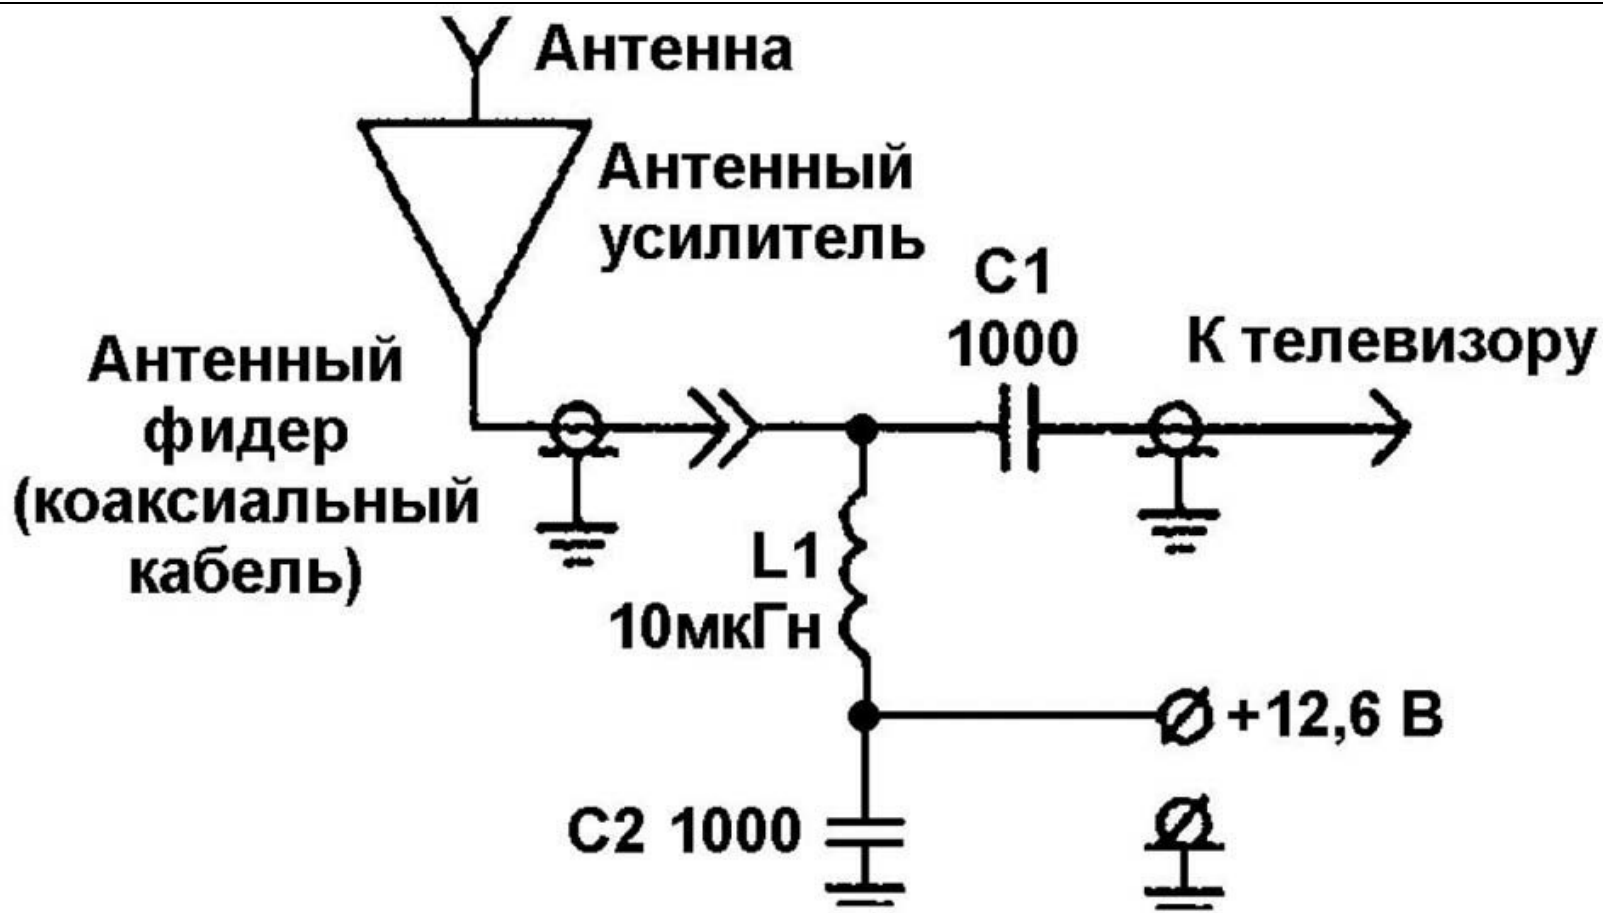 Антенна
Антенный
усилитель
C1
1000
К телевизору
Антенный
фидер
(коаксиальный
кабель)
L1
10мкГн
+12,6 В
C2 1000